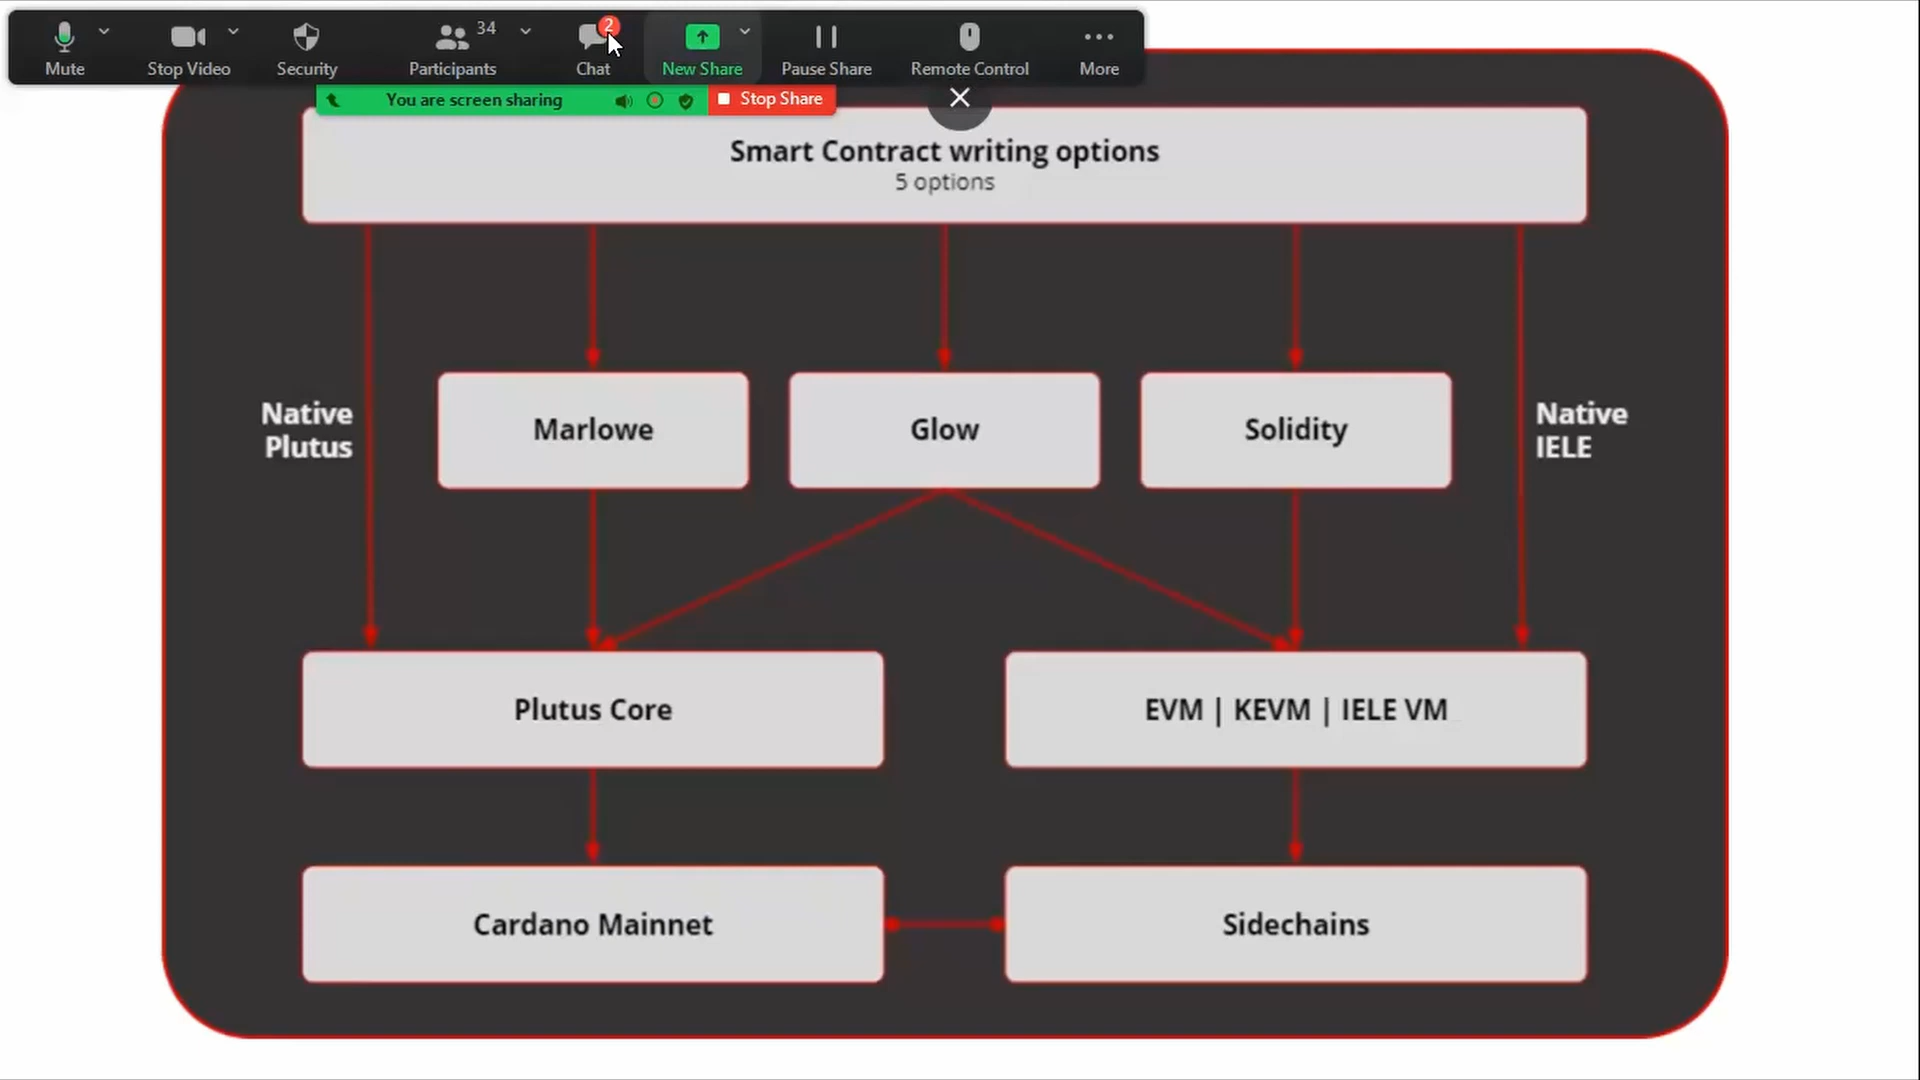 34
2
Mute
Stop Video
Security
Participants
Chat
New Share
Pause Share
Remote Control
More
You are screen sharing
Stop Share
Smart Contract writing options
5 options
Native
Plutus
Marlowe
Glow
Solidity
Native
IELE
Plutus Core
EVM | KEVM | IELE VM
Cardano Mainnet
Sidechains